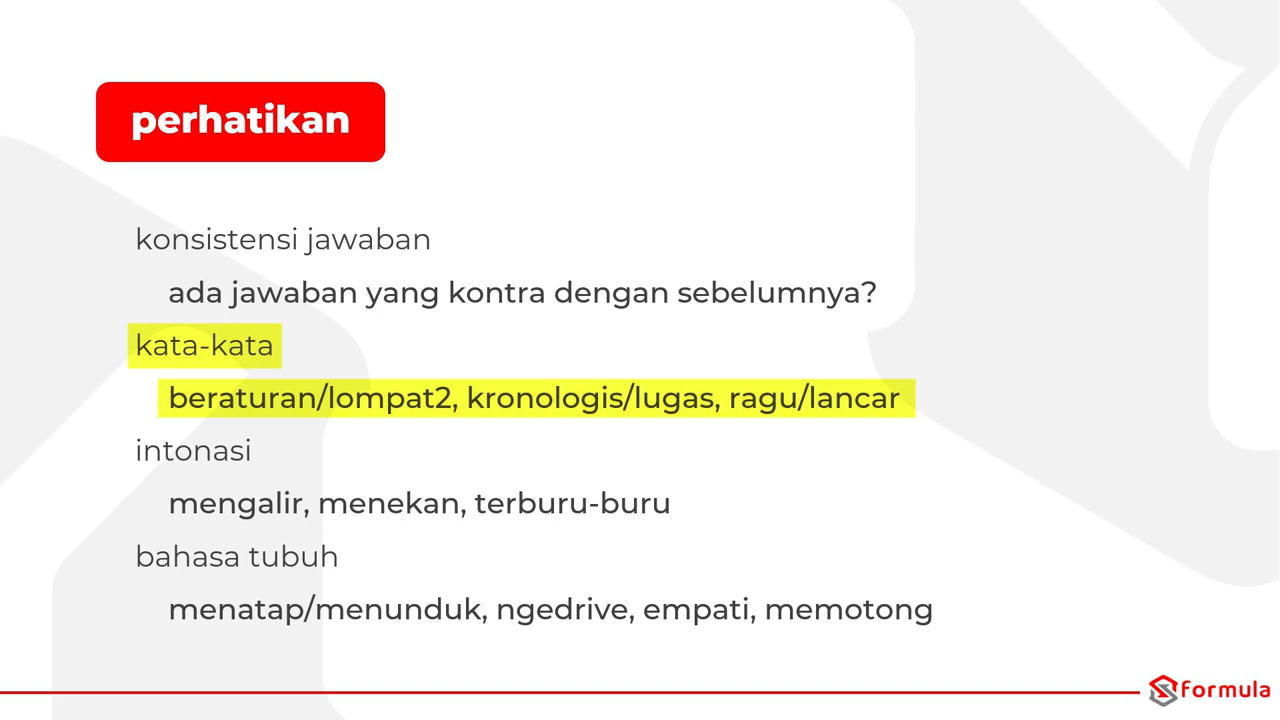 perhatikan
konsistensi jawaban
ada jawaban yang kontra dengan sebelumnya?
kata-kata
beraturan/lompat2, kronologis/lugas, ragu/lancar
intonasi
mengalir, menekan, terburu-buru
bahasa tubuh
menatap/menunduk, ngedrive, empati, memotong
formula